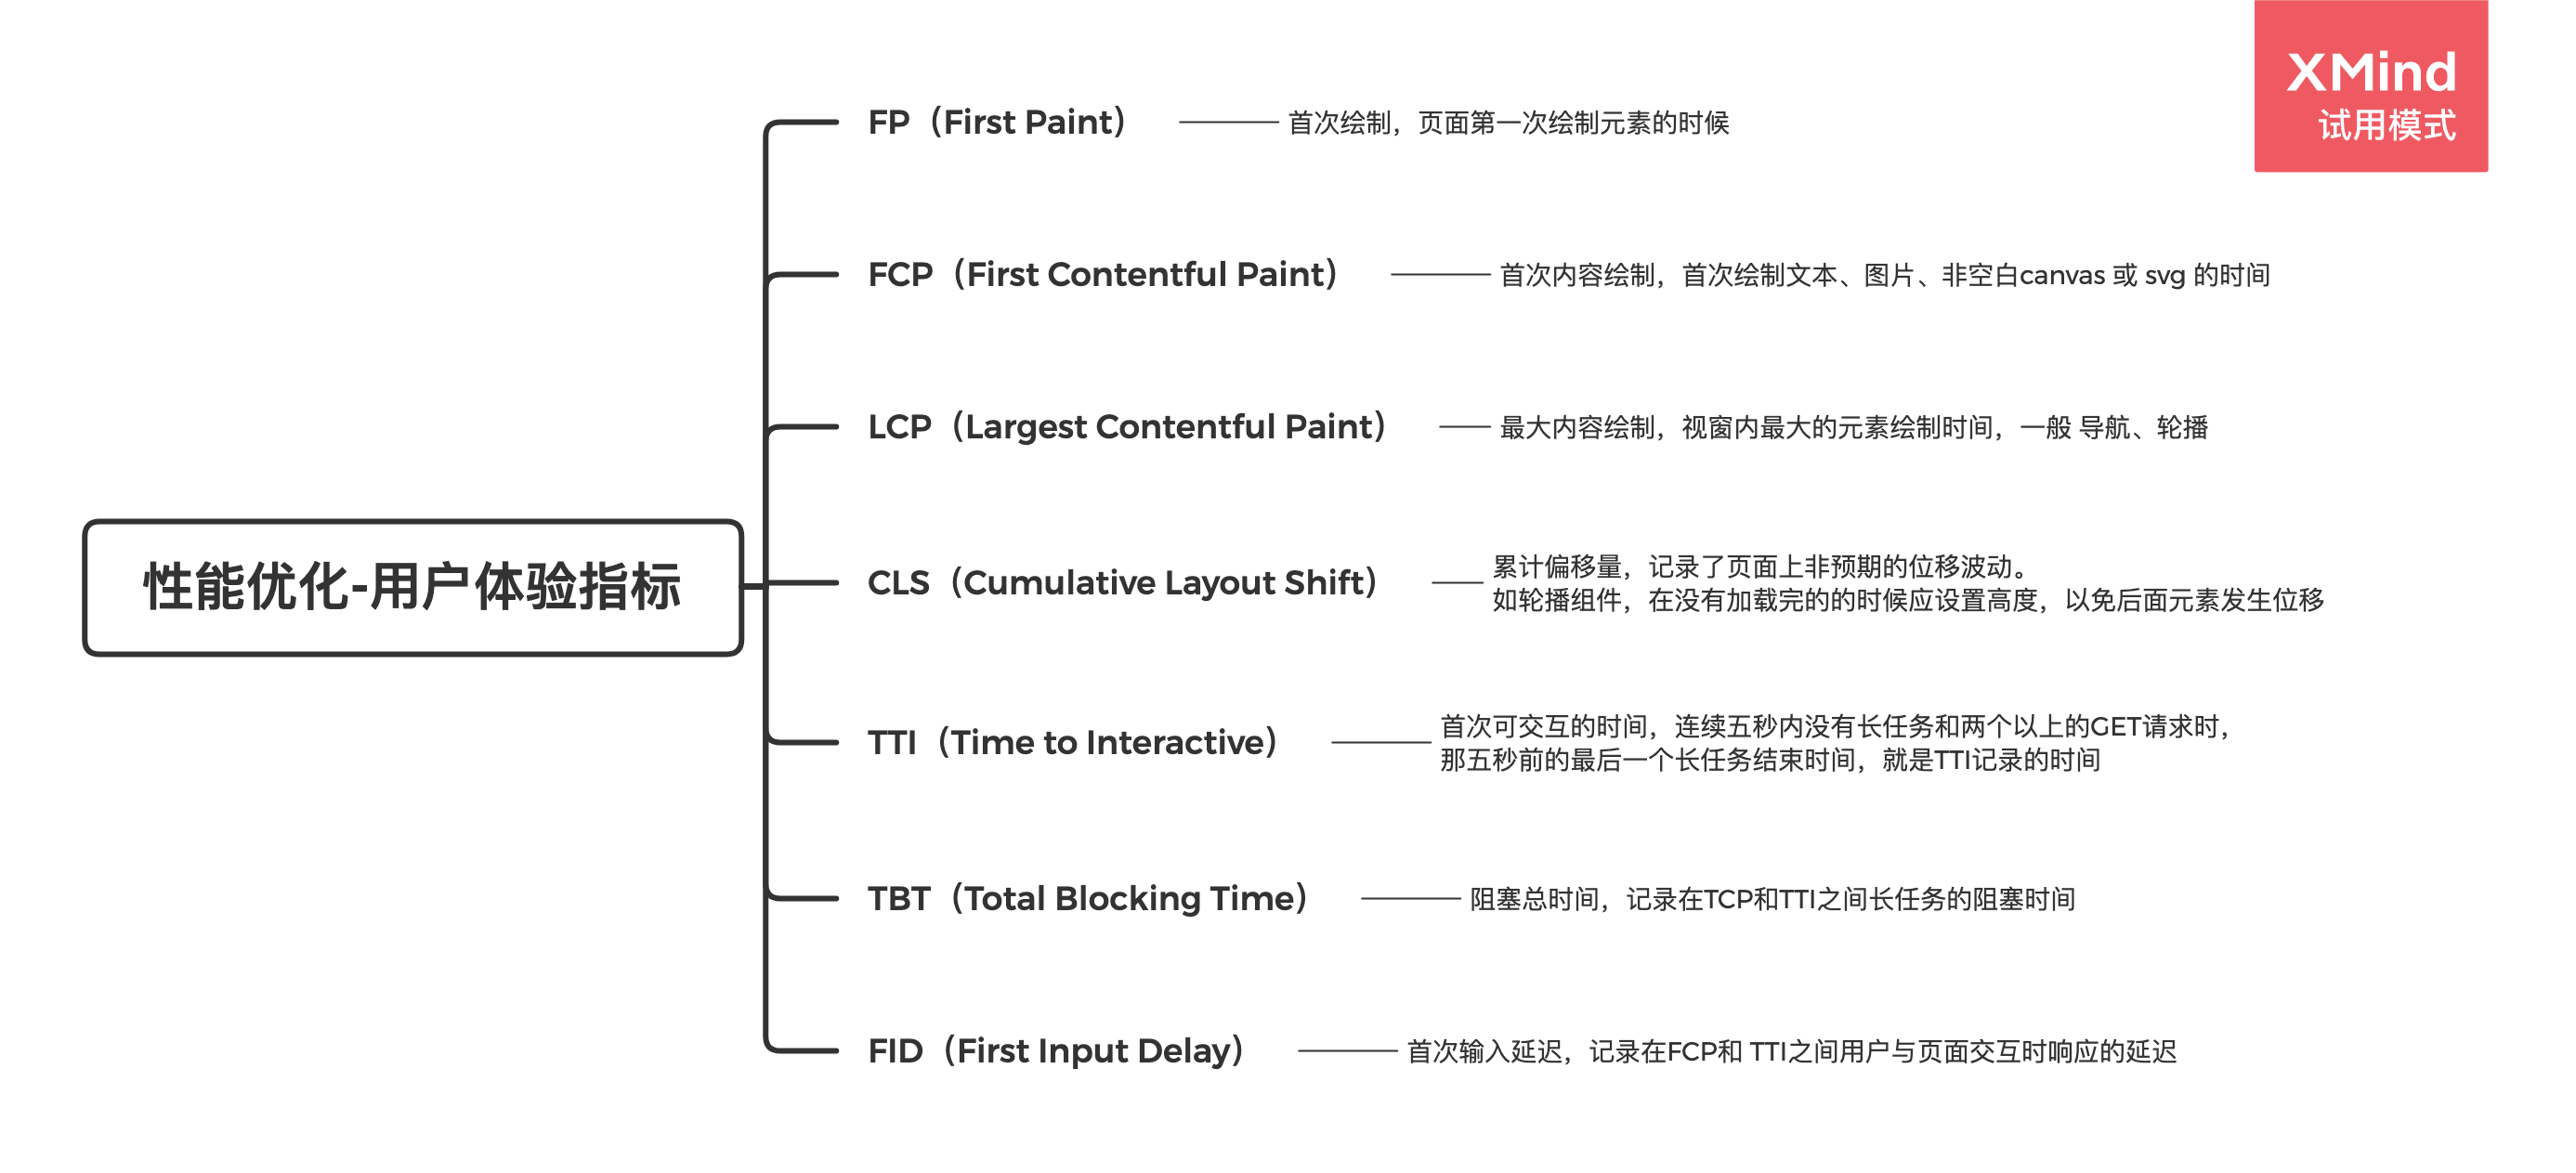 XMind
试用模式
FP（First Paint）
首次绘制，页面第一次绘制元素的时候
FCP（First Contentful Paint）
首次内容绘制，首次绘制文本、图片、非空白canvas 或 svg 的时间
LCP（Largest Contentful Paint）
最大内容绘制，视窗内最大的元素绘制时间，一般 导航、轮播
性能优化-用户体验指标
CLS（Cumulative Layout Shift）
累计偏移量，记录了页面上非预期的位移波动。
如轮播组件，在没有加载完的的时候应设置高度，以免后面元素发生位移
TTI（Time to Interactive）
首次可交互的时间，连续五秒内没有长任务和两个以上的GET请求时，
那五秒前的最后一个长任务结束时间，就是TTI记录的时间
TBT（Total Blocking Time）
阻塞总时间，记录在TCP和TTI之间长任务的阻塞时间
FID（First Input Delay）
首次输入延迟，记录在FCP和 TTI之间用户与页面交互时响应的延迟